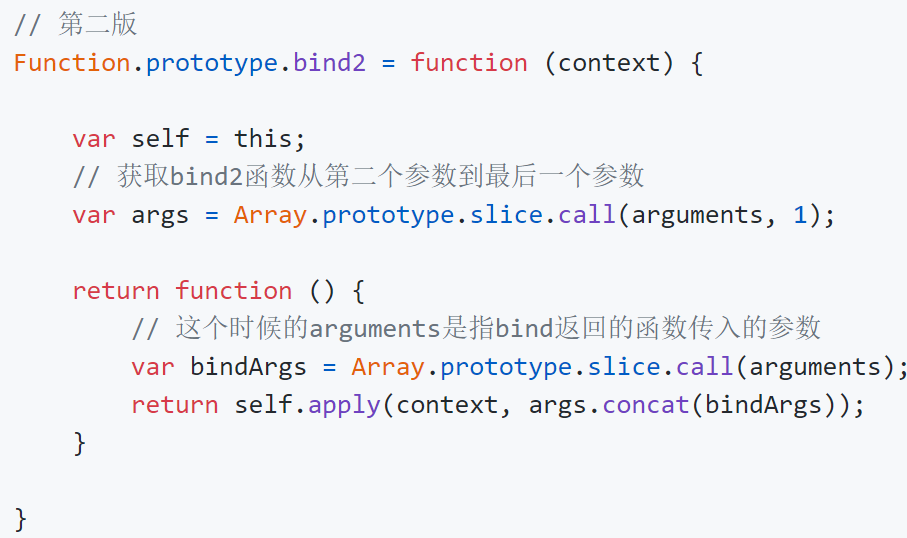 // 第二版
Function.prototype.bind2 = function (context) {
    var self = this;
    // 获取bind2函数从第二个参数到最后一个参数
    var args = Array.prototype.slice.call(arguments, 1);
    return function () {
        // 这个时候的arguments是指bind返回的函数传入的参数
        var bindArgs = Array.prototype.slice.call(arguments);
        return self.apply(context, args.concat(bindArgs));
    }
}